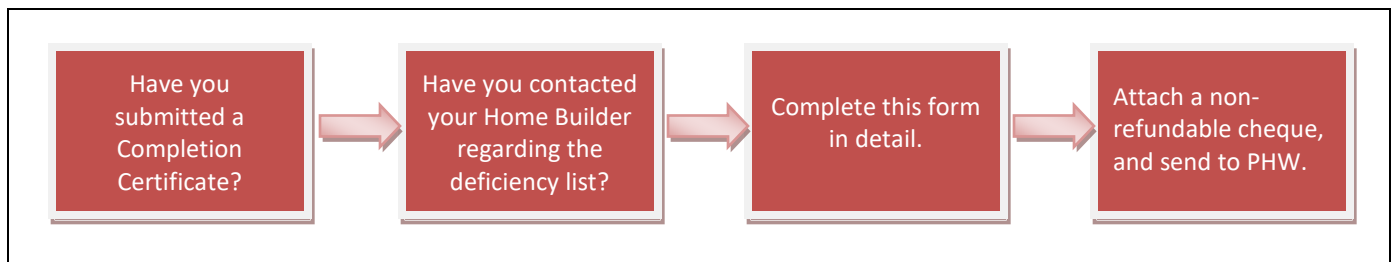 Have you
submitted a
Completion
Certificate?
Have you contacted
your Home Builder
regarding the
deficiency list?
Complete this form
in detail.
Attach a non-
refundable cheque,
and send to PHW.